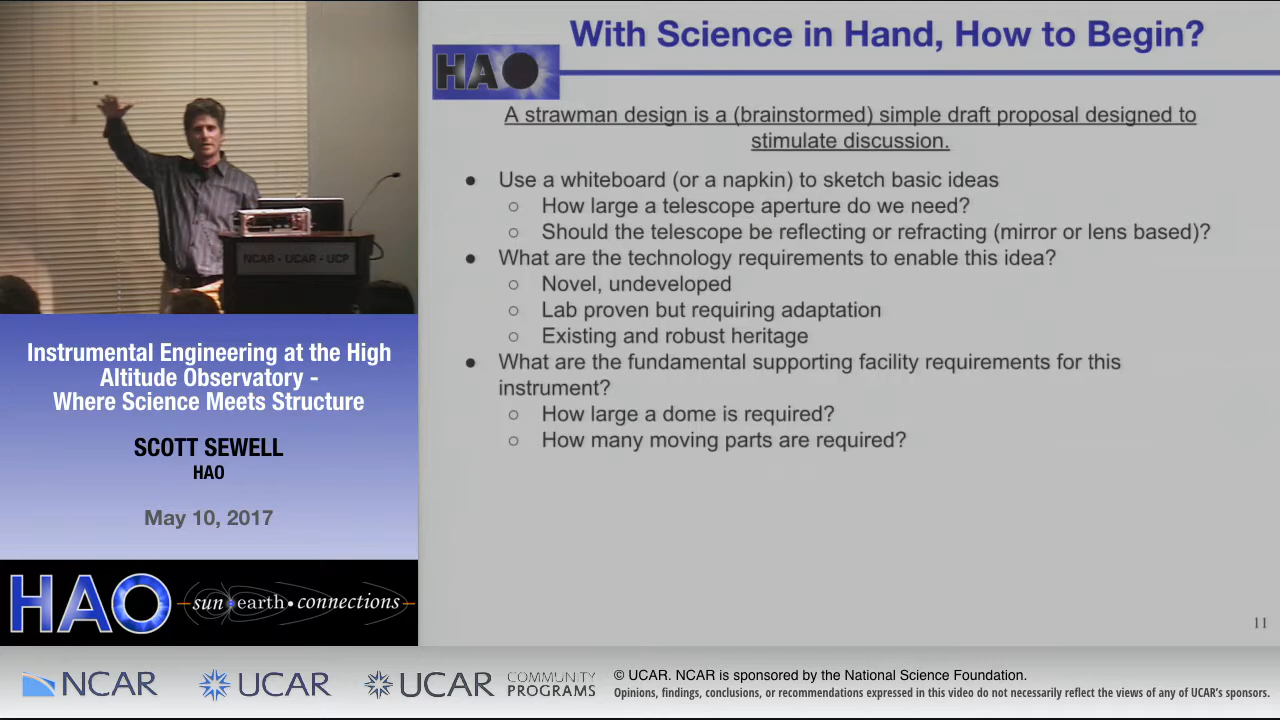 With Science in Hand, How to Begin?
HAO
A strawman design is a (brainstormed) simple draft proposal designed to
stimulate discussion.
● Use a whiteboard (or a napkin) to sketch basic ideas
○ How large a telescope aperture do we need?
○ Should the telescope be reflecting or refracting (mirror or lens based)?
● What are the technology requirements to enable this idea?
○ Novel, undeveloped
○ Lab proven but requiring adaptation
○ Existing and robust heritage
● What are the fundamental supporting facility requirements for this
instrument?
○ How large a dome is required?
○ How many moving parts are required?
11
NCAR - UCAR - UCP
Instrumental Engineering at the High
Altitude Observatory -
Where Science Meets Structure
SCOTT SEWELL
HAO
May 10, 2017
HAO sun • earth • connections
NCAR UCAR UCAR COMMUNITY
PROGRAMS
© UCAR. NCAR is sponsored by the National Science Foundation.
Opinions, findings, conclusions, or recommendations expressed in this video do not necessarily reflect the views of any of UCAR's sponsors.